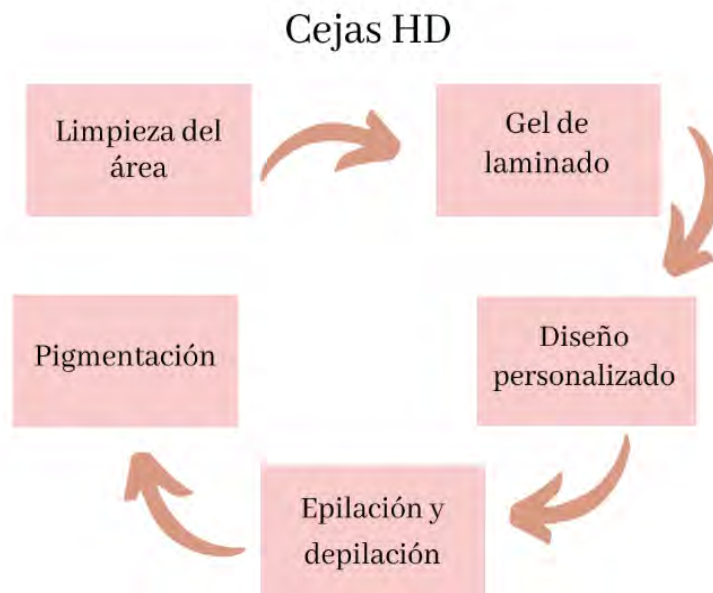 Cejas HD
Limpieza del
área
Gel de
laminado
Diseño
personalizado
Epilación y
depilación
Pigmentación